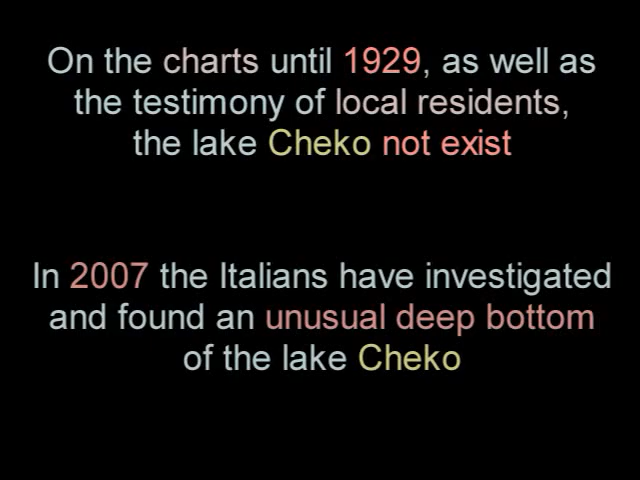 On the charts until 1929, as well as
the testimony of local residents,
the lake Cheko not exist
In 2007 the Italians have investigated
and found an unusual deep bottom
of the lake Cheko